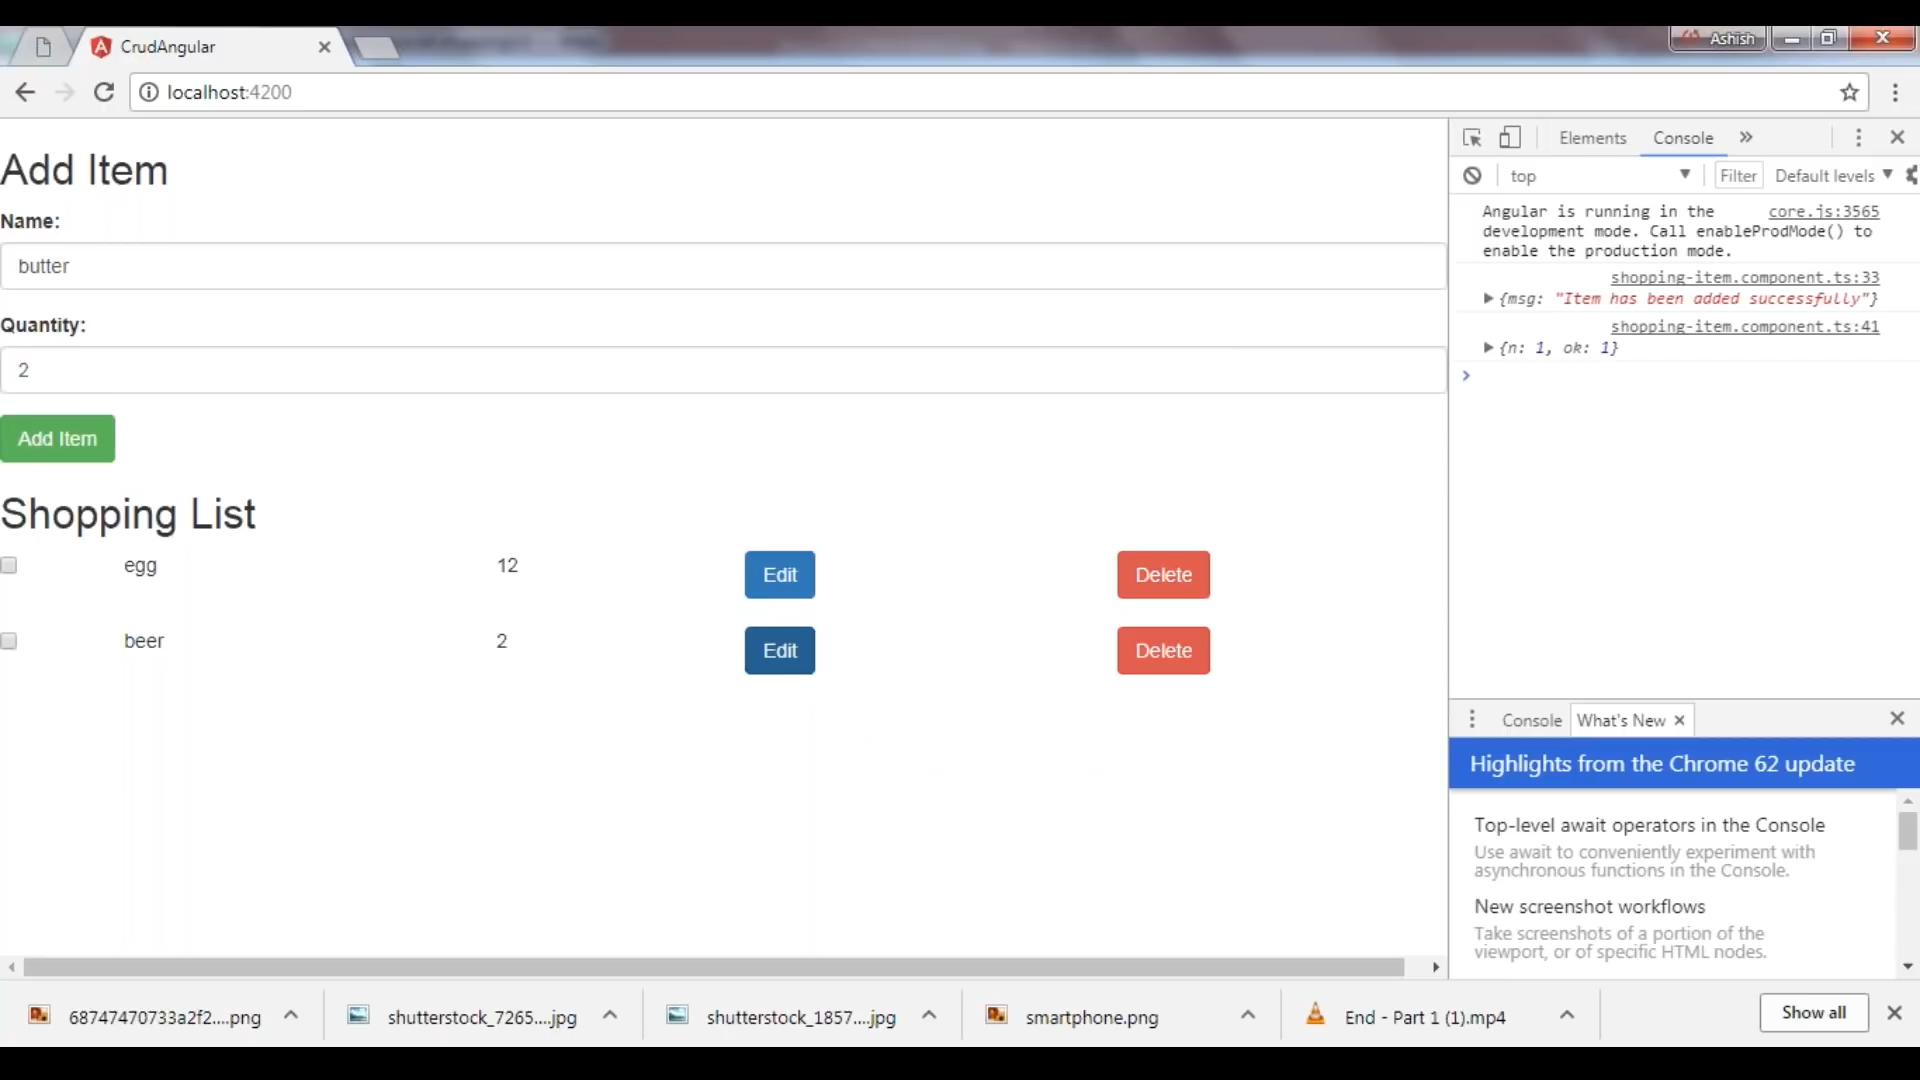 CrudAngular
Ashish
localhost:4200
Add Item
Name:
butter
Quantity:
2
Add Item
Shopping List
egg 12 Edit Delete
beer 2 Edit Delete
Elements Console »
top Filter Default levels
Angular is running in the core.js:3565
development mode. Call enableProdMode() to
enable the production mode.
shopping-item.component.ts:33
{msg: "Item has been added successfully"}
shopping-item.component.ts:41
{n: 1, ok: 1}
Console What's New
Highlights from the Chrome 62 update
Top-level await operators in the Console
Use await to conveniently experiment with
asynchronous functions in the Console.
New screenshot workflows
Take screenshots of a portion of the
viewport, or of specific HTML nodes.
68747470733a2f2....png shutterstock_7265....jpg shutterstock_1857....jpg smartphone.png End - Part 1 (1).mp4 Show all